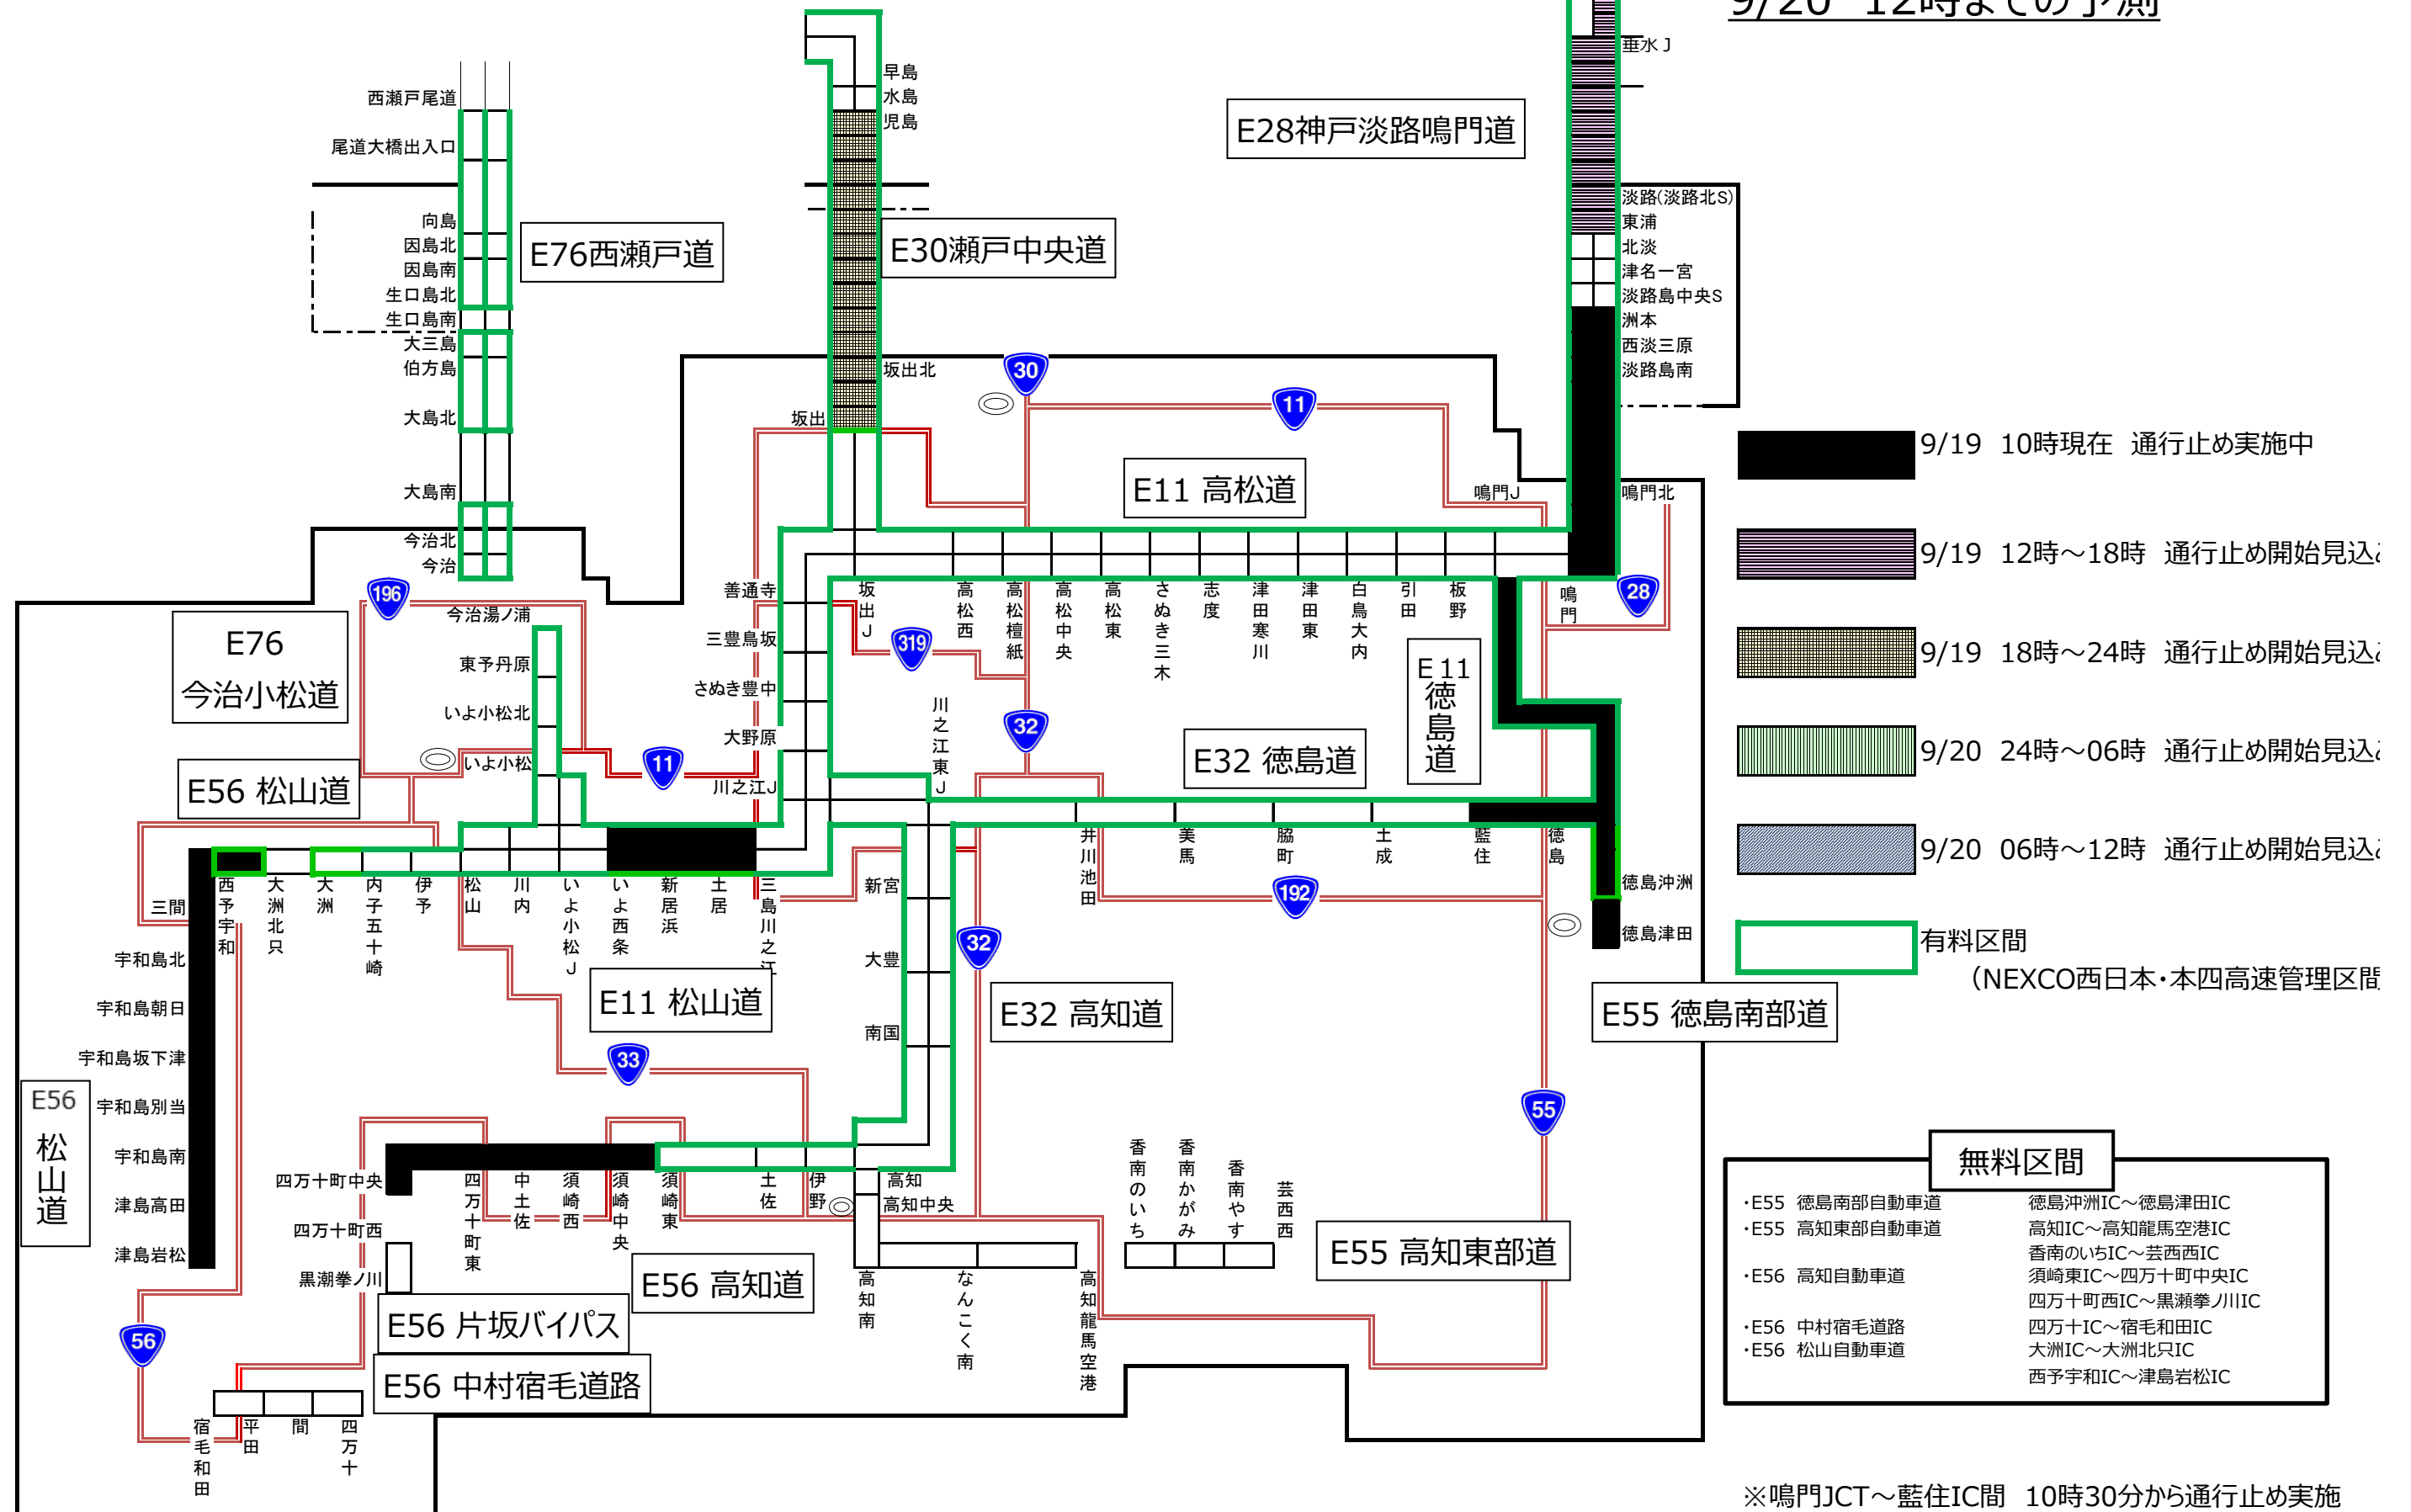 9/20 12時までの予測
垂水J
早島
水島
児島
西瀬戸尾道
尾道大橋出入口
E28神戸淡路鳴門道
淡路(淡路北S)
東浦
北淡
津名一宮
淡路島中央S
洲本
西淡三原
淡路島南
向島
因島北
因島南
生口島北
生口島南
大三島
伯方島
大島北
大島南
今治北
今治
E76西瀬戸道
E30瀬戸中央道
坂出北
坂出
30
11
E11 高松道
鳴門J
鳴門北
9/19 10時現在 通行止め実施中
9/19 12時～18時 通行止め開始見込
9/19 18時～24時 通行止め開始見込
9/20 24時～06時 通行止め開始見込
9/20 06時～12時 通行止め開始見込
有料区間
(NEXCO西日本・本四高速管理区間
196
今治湯ノ浦
東予丹原
いよ小松北
いよ小松
E76
今治小松道
善通寺
三豊鳥坂
さぬき豊中
大野原
川之江J
坂出J
高松西
高松檀紙
高松中央
高松東
さぬき三木
志度
津田寒川
津田東
白鳥大内
引田
板野
鳴門
28
319
川之江東J
32
E11
徳島道
E32 徳島道
11
E56 松山道
井川池田
美馬
脇町
土成
藍住
徳島
192
徳島沖洲
徳島津田
西予宇和
大洲北只
大洲
内子五十崎
伊予
松山
川内
いよ小松J
いよ西条
新居浜
土居
三島川之江
三間
宇和島北
宇和島朝日
宇和島坂下津
宇和島別当
宇和島南
津島高田
津島岩松
E56
松山道
新宮
大豊
南国
32
E11 松山道
E32 高知道
E55 徳島南部道
33
55
四万十町中央
四万十町西
黒潮拳ノ川
四万十町東
中土佐
須崎西
須崎中央
須崎東
土佐
伊野
高知
高知中央
香南のいち
香南かがみ
香南やす
芸西西
E55 高知東部道
E56 高知道
高知南
なんこく南
高知龍馬空港
E56 片坂バイパス
E56 中村宿毛道路
56
宿毛和田
平田
間
四万十
無料区間
・E55 徳島南部自動車道 徳島沖洲IC～徳島津田IC
・E55 高知東部自動車道 高知IC～高知龍馬空港IC
香南のいちIC～芸西西IC
・E56 高知自動車道 須崎東IC～四万十町中央IC
四万十町西IC～黒潮拳ノ川IC
・E56 中村宿毛道路 四万十IC～宿毛和田IC
・E56 松山自動車道 大洲IC～大洲北只IC
西予宇和IC～津島岩松IC
※鳴門JCT～藍住IC間 10時30分から通行止め実施